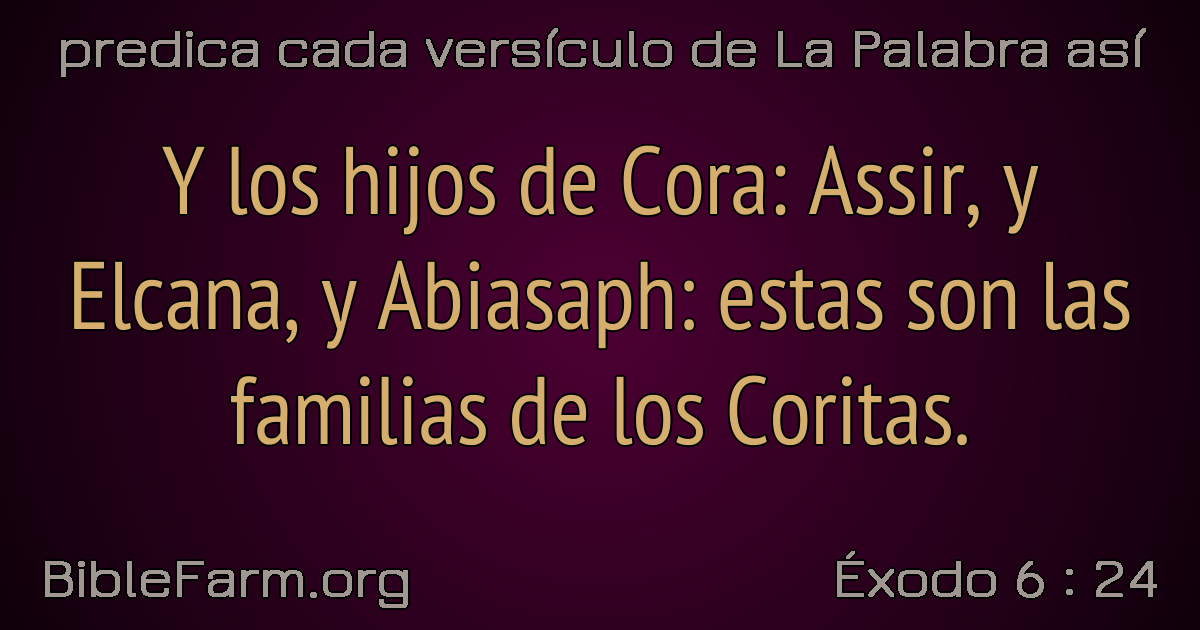 predica cada versículo de La Palabra así
Y los hijos de Cora: Assir, y
Elcana, y Abiasaph: estas son las
familias de los Coritas.
BibleFarm.org
Éxodo 6 : 24